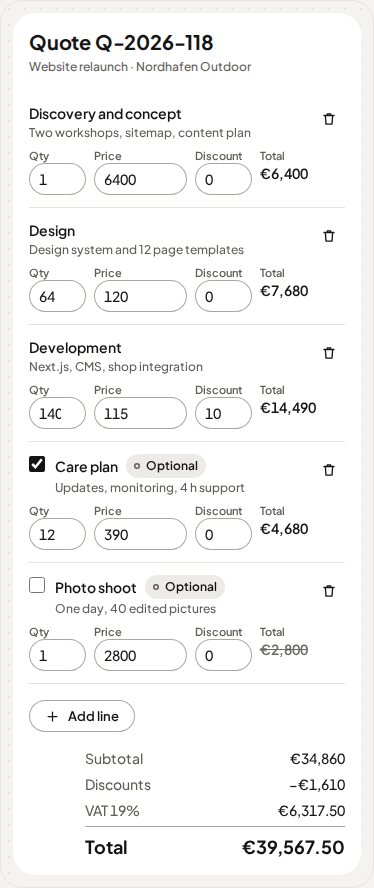 Quote Q-2026-118
Website relaunch · Nordhafen Outdoor
Discovery and concept
Two workshops, sitemap, content plan
Qty Price Discount Total
1 6400 0 €6,400
Design
Design system and 12 page templates
Qty Price Discount Total
64 120 0 €7,680
Development
Next.js, CMS, shop integration
Qty Price Discount Total
140 115 10 €14,490
Care plan Optional
Updates, monitoring, 4 h support
Qty Price Discount Total
12 390 0 €4,680
Photo shoot Optional
One day, 40 edited pictures
Qty Price Discount Total
1 2800 0 €2,800
+ Add line
Subtotal €34,860
Discounts −€1,610
VAT 19% €6,317.50
Total €39,567.50